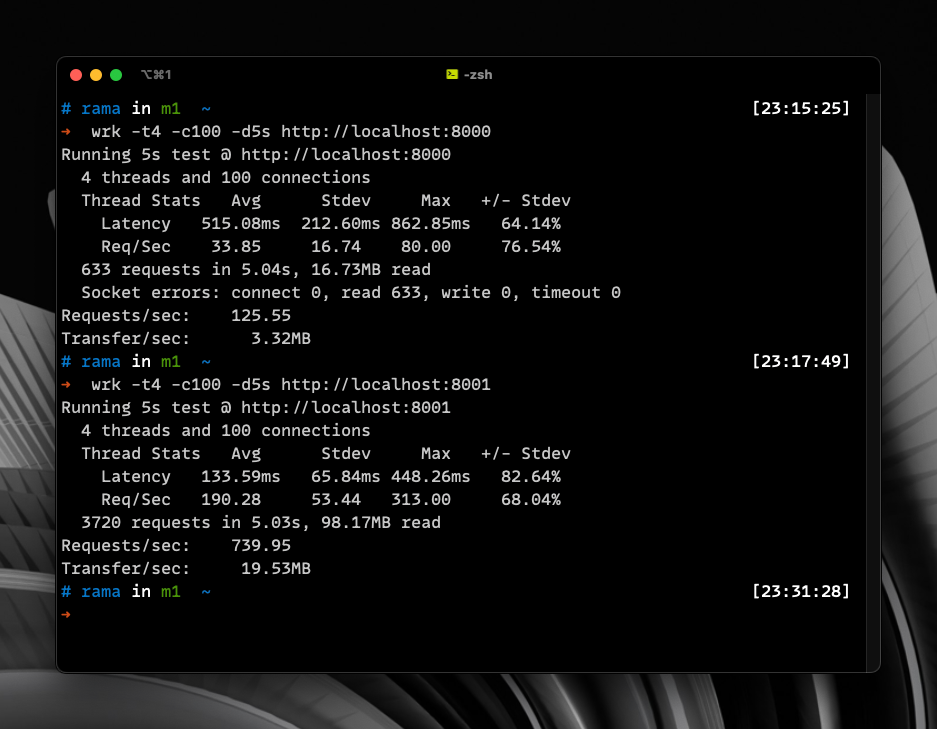 ⌥⌘1 -zsh
# rama in m1 ~ [23:15:25]
→ wrk -t4 -c100 -d5s http://localhost:8000
Running 5s test @ http://localhost:8000
4 threads and 100 connections
Thread Stats Avg Stdev Max +/- Stdev
Latency 515.08ms 212.60ms 862.85ms 64.14%
Req/Sec 33.85 16.74 80.00 76.54%
633 requests in 5.04s, 16.73MB read
Socket errors: connect 0, read 633, write 0, timeout 0
Requests/sec: 125.55
Transfer/sec: 3.32MB
# rama in m1 ~ [23:17:49]
→ wrk -t4 -c100 -d5s http://localhost:8001
Running 5s test @ http://localhost:8001
4 threads and 100 connections
Thread Stats Avg Stdev Max +/- Stdev
Latency 133.59ms 65.84ms 448.26ms 82.64%
Req/Sec 190.28 53.44 313.00 68.04%
3720 requests in 5.03s, 98.17MB read
Requests/sec: 739.95
Transfer/sec: 19.53MB
# rama in m1 ~ [23:31:28]
→